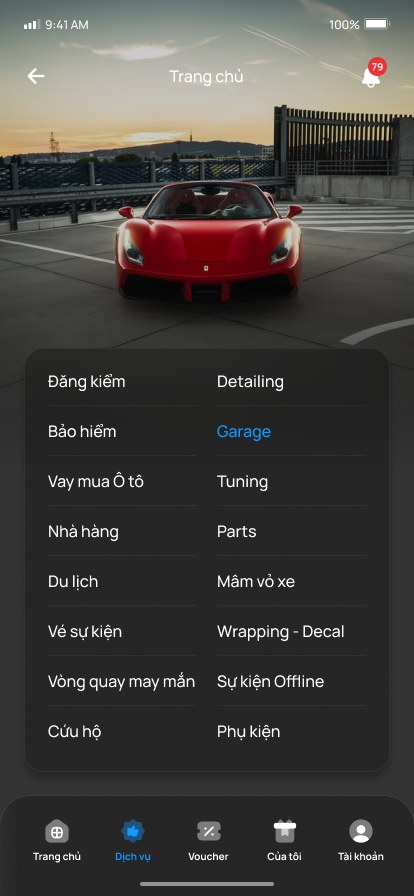 9:41 AM 100%
Trang chủ
79
Đăng kiểm Detailing
Bảo hiểm Garage
Vay mua Ô tô Tuning
Nhà hàng Parts
Du lịch Mâm vỏ xe
Vé sự kiện Wrapping - Decal
Vòng quay may mắn Sự kiện Offline
Cứu hộ Phụ kiện
Trang chủ Dịch vụ Voucher Của tôi Tài khoản